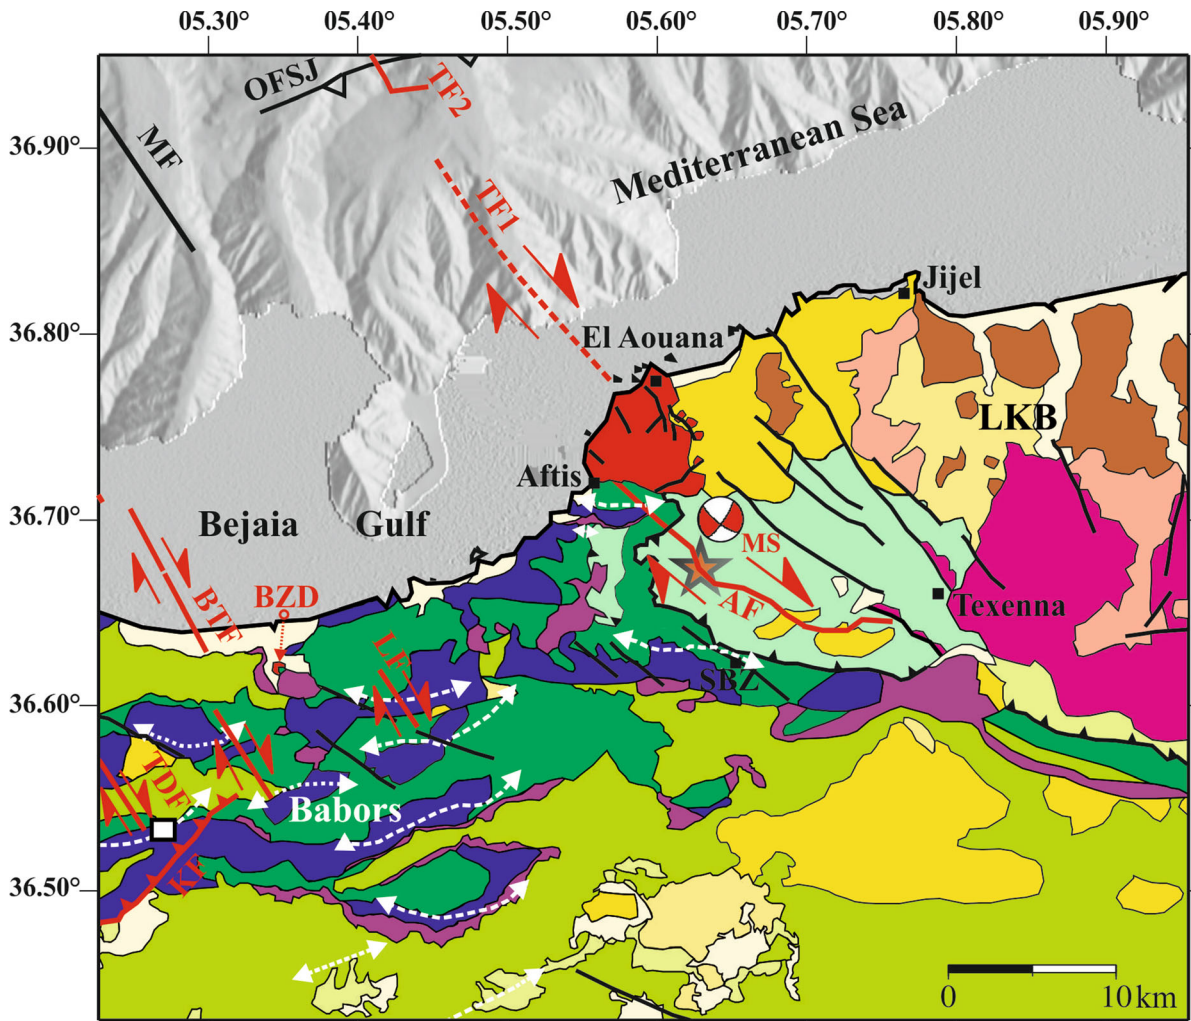 05.30° 05.40° 05.50° 05.60° 05.70° 05.80° 05.90°
OFSJ
TF2
36.90°
MF
Mediterranean Sea
TF1
Jijel
36.80°
El Aouana
LKB
Aftis
36.70°
Bejaia Gulf
MS
BZD
BTF
AF
Texenna
LF
SBZ
36.60°
TDF
Babors
KF
36.50°
0 10 km